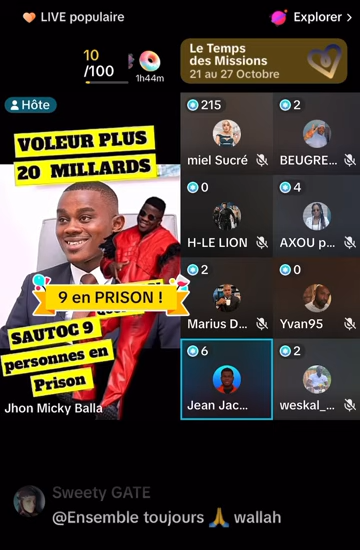 LIVE populaire
Explorer >
10
/100
1h44m
Le Temps
des Missions
21 au 27 Octobre
Hôte
VOLEUR PLUS
20 MILLARDS
9 en PRISON !
SAUTOC 9
personnes en
Prison
Jhon Micky Balla
215
miel Sucré
2
BEUGRE...
0
H-LE LION
4
AXOU p...
2
Marius D...
0
Yvan95
6
Jean Jac...
2
weskal_...
Sweety GATE
@Ensemble toujours 🙏 wallah